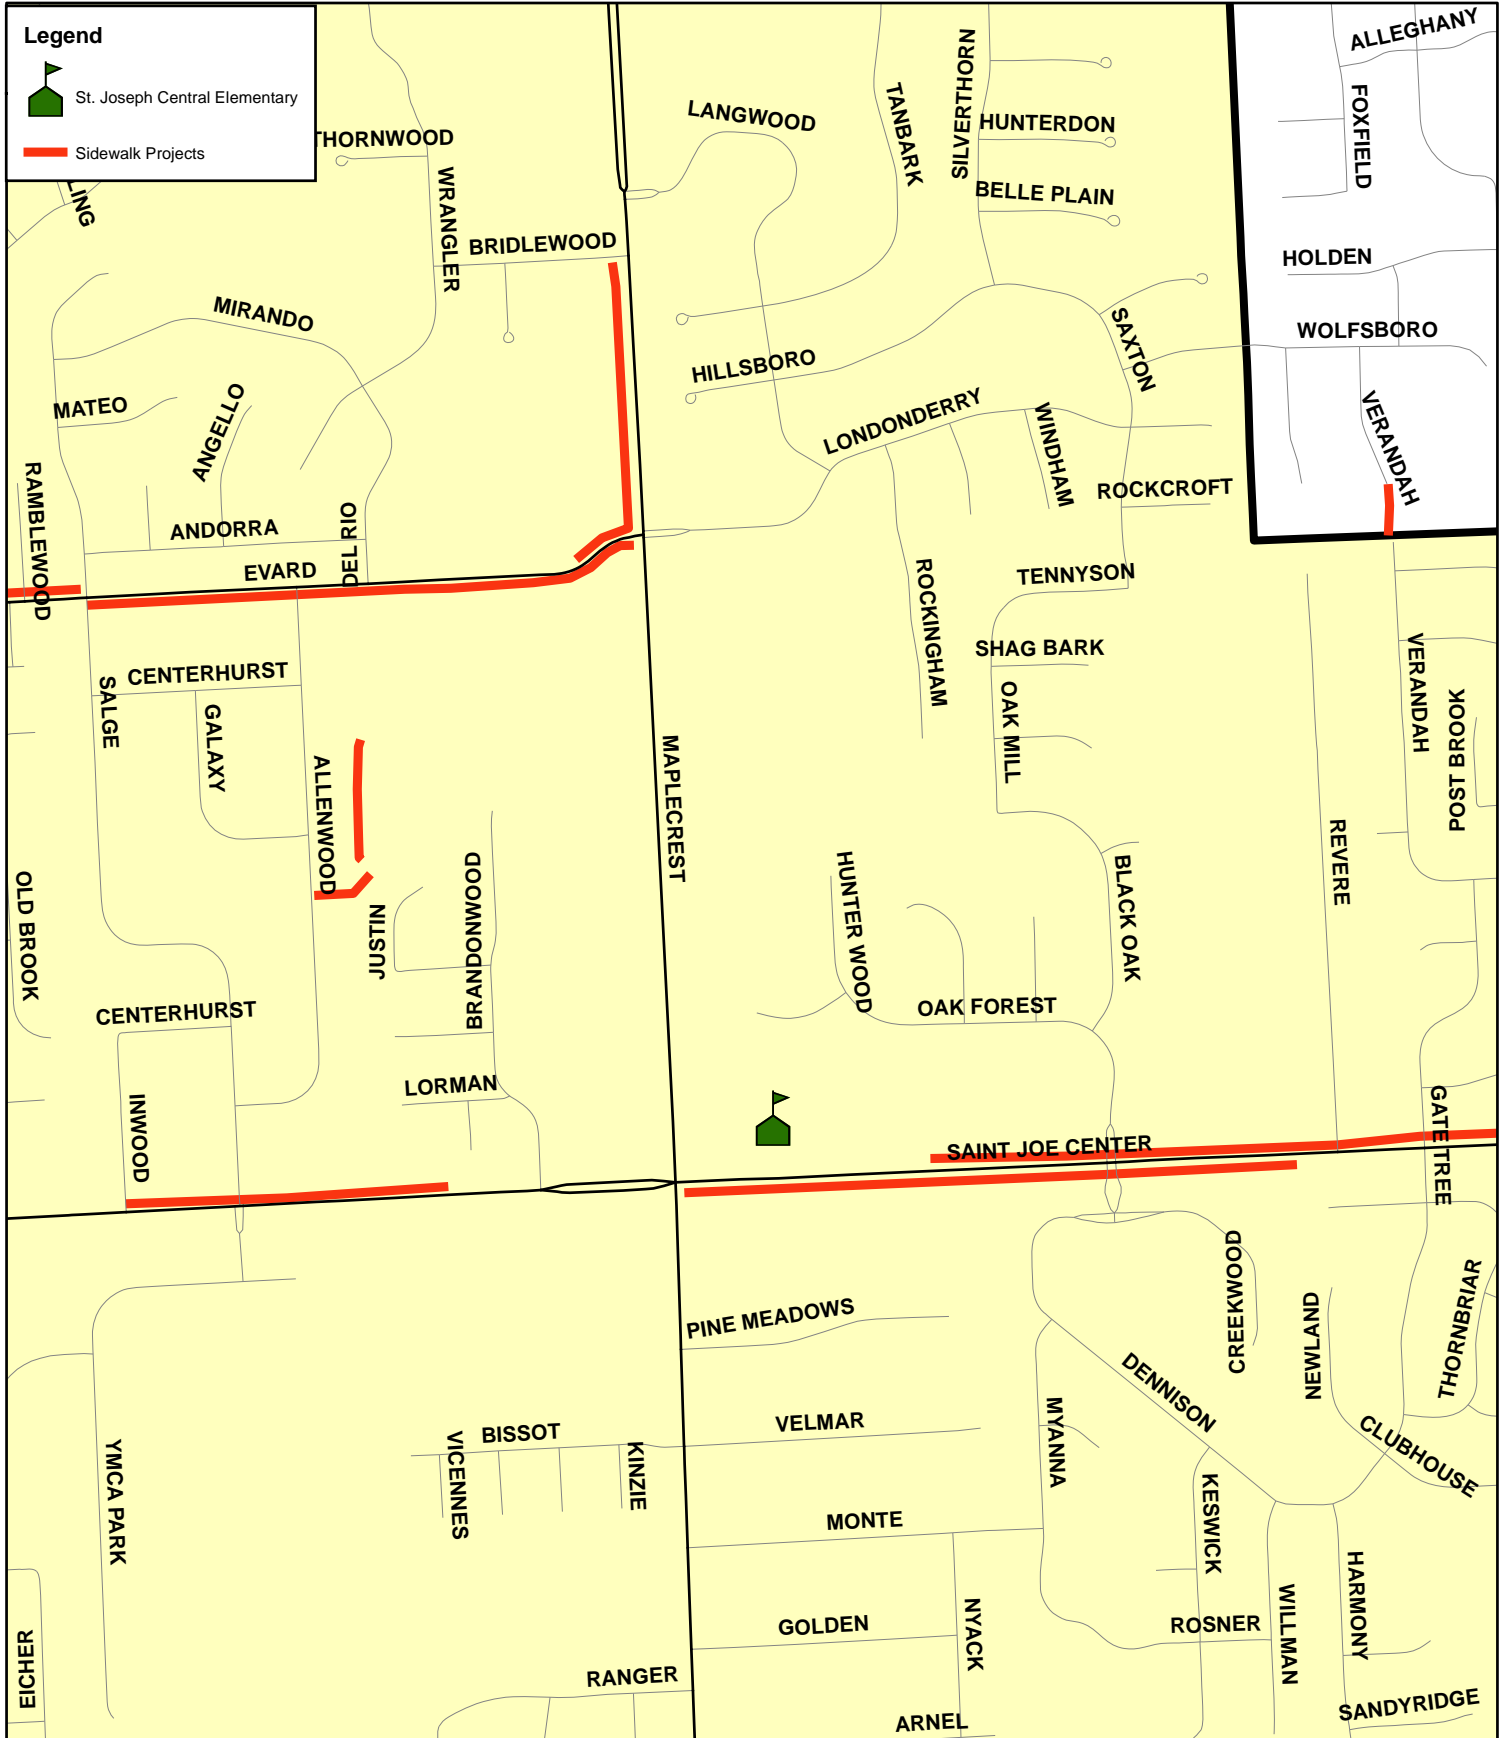 Legend
St. Joseph Central Elementary
Sidewalk Projects
ALLEGHANY
SILVERTHORN
TANBARK
LANGWOOD
HUNTERDON
FOXFIELD
THORNWOOD
WRANGLER
LING
BELLE PLAIN
BRIDLEWOOD
HOLDEN
MIRANDO
SAXTON
WOLFSBORO
HILLSBORO
MATEO
ANGELLO
LONDONDERRY
WINDHAM
VERANDAH
RAMBLEWOOD
ROCKCROFT
ANDORRA
DEL RIO
EVARD
ROCKINGHAM
TENNYSON
SHAG BARK
CENTERHURST
SALGE
GALAXY
OAK MILL
VERANDAH
POST BROOK
ALLENWOOD
MAPLECREST
REVERE
OLD BROOK
JUSTIN
BRANDONWOOD
HUNTER WOOD
BLACK OAK
OAK FOREST
CENTERHURST
LORMAN
INWOOD
GATETREE
SAINT JOE CENTER
CREEKWOOD
THORNBRIAR
NEWLAND
PINE MEADOWS
DENNISON
MYANNA
VELMAR
BISSOT
VICENNES
KINZIE
CLUBHOUSE
YMCA PARK
KESWICK
MONTE
HARMONY
WILLMAN
NYACK
GOLDEN
ROSNER
EICHER
RANGER
SANDYRIDGE
ARNEL